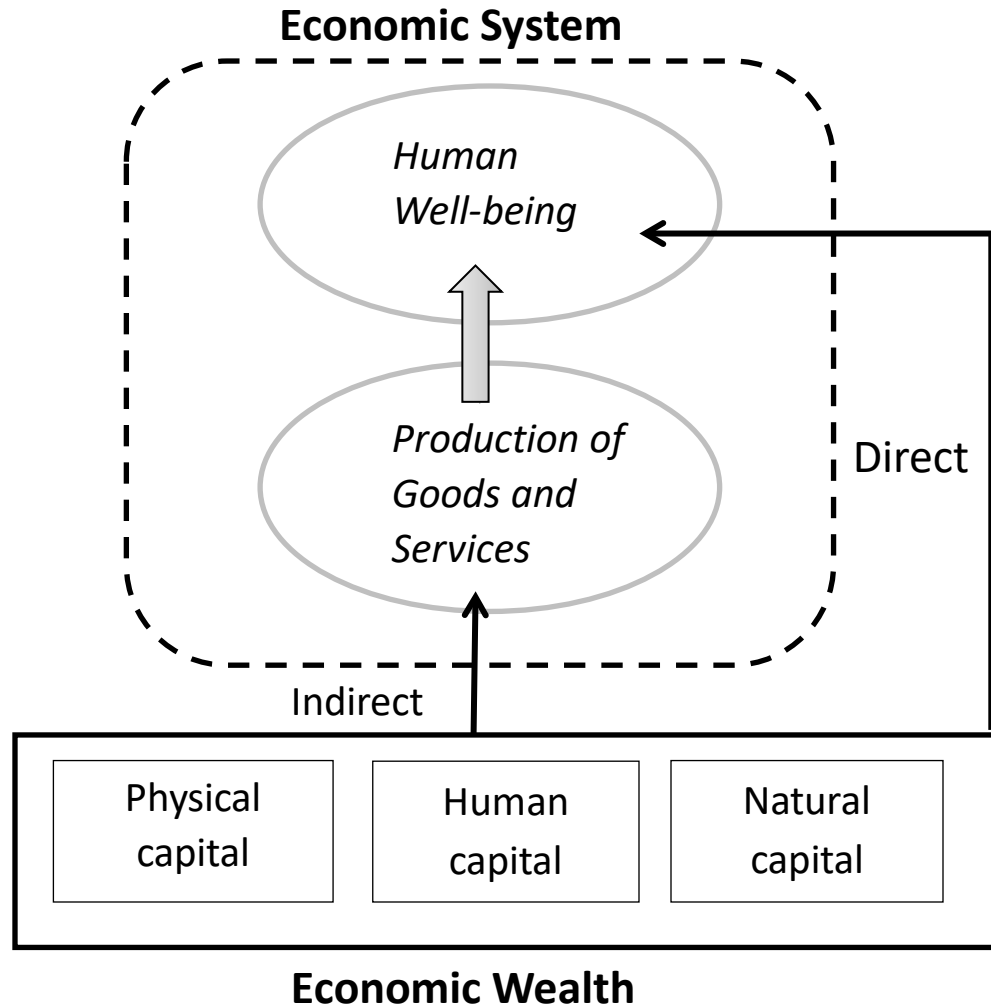 Economic System
Human
Well-being
Production of
Goods and
Services
Direct
Indirect
Physical
capital
Human
capital
Natural
capital
Economic Wealth